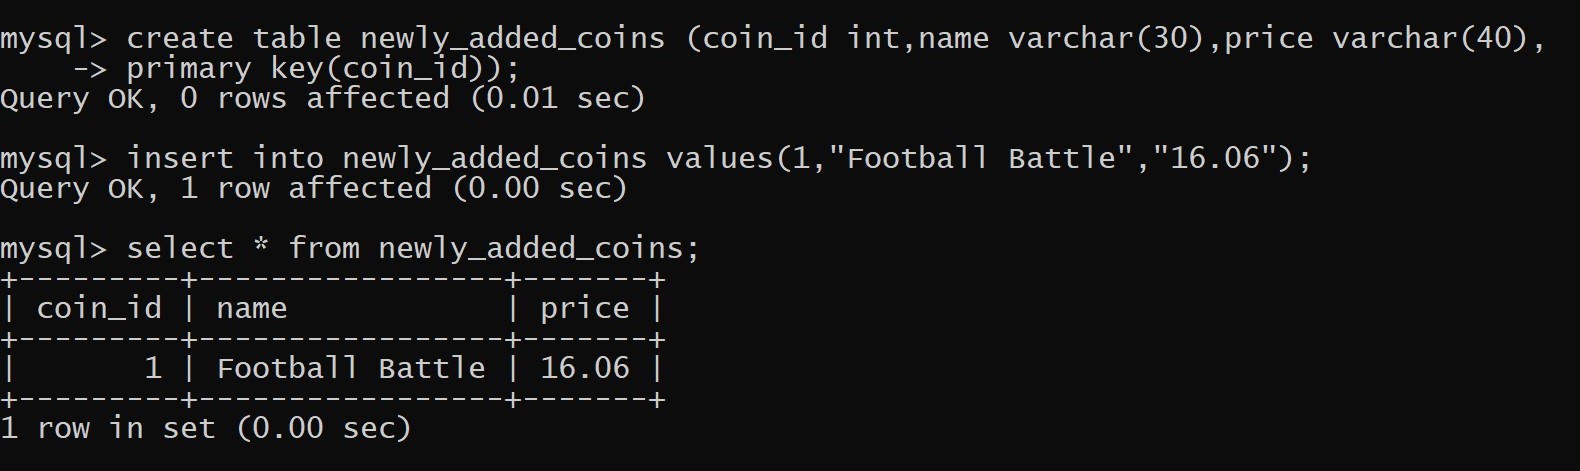 mysql> create table newly_added_coins (coin_id int,name varchar(30),price varchar(40),
    -> primary key(coin_id));
Query OK, 0 rows affected (0.01 sec)
mysql> insert into newly_added_coins values(1,"Football Battle","16.06");
Query OK, 1 row affected (0.00 sec)
mysql> select * from newly_added_coins;
+---------+-----------------+-------+
| coin_id | name            | price |
+---------+-----------------+-------+
|       1 | Football Battle | 16.06 |
+---------+-----------------+-------+
1 row in set (0.00 sec)